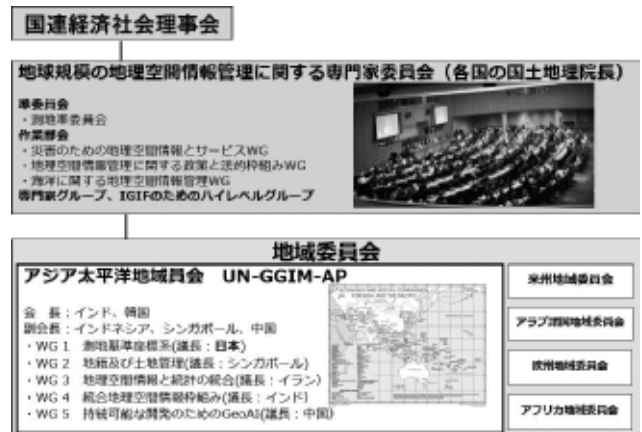 国連経済社会理事会
地球規模の地理空間情報管理に関する専門家委員会（各国の国土地理院長）
準委員会
・測地準委員会
作業部会
・災害のための地理空間情報とサービスWG
・地理空間情報管理に関する政策と法的枠組みWG
・海洋に関する地理空間情報管理WG
専門家グループ、IGIFのためのハイレベルグループ
地域委員会
アジア太平洋地域員会 UN-GGIM-AP
会 長：インド、韓国
副会長：インドネシア、シンガポール、中国
・WG 1 測地基準座標系(議長：日本)
・WG 2 地籍及び土地管理(議長：シンガポール)
・WG 3 地理空間情報と統計の統合(議長：イラン)
・WG 4 統合地理空間情報枠組み(議長：インド)
・WG 5 持続可能な開発のためのGeoAI(議長：中国)
米州地域委員会
アラブ諸国地域委員会
欧州地域委員会
アフリカ地域委員会